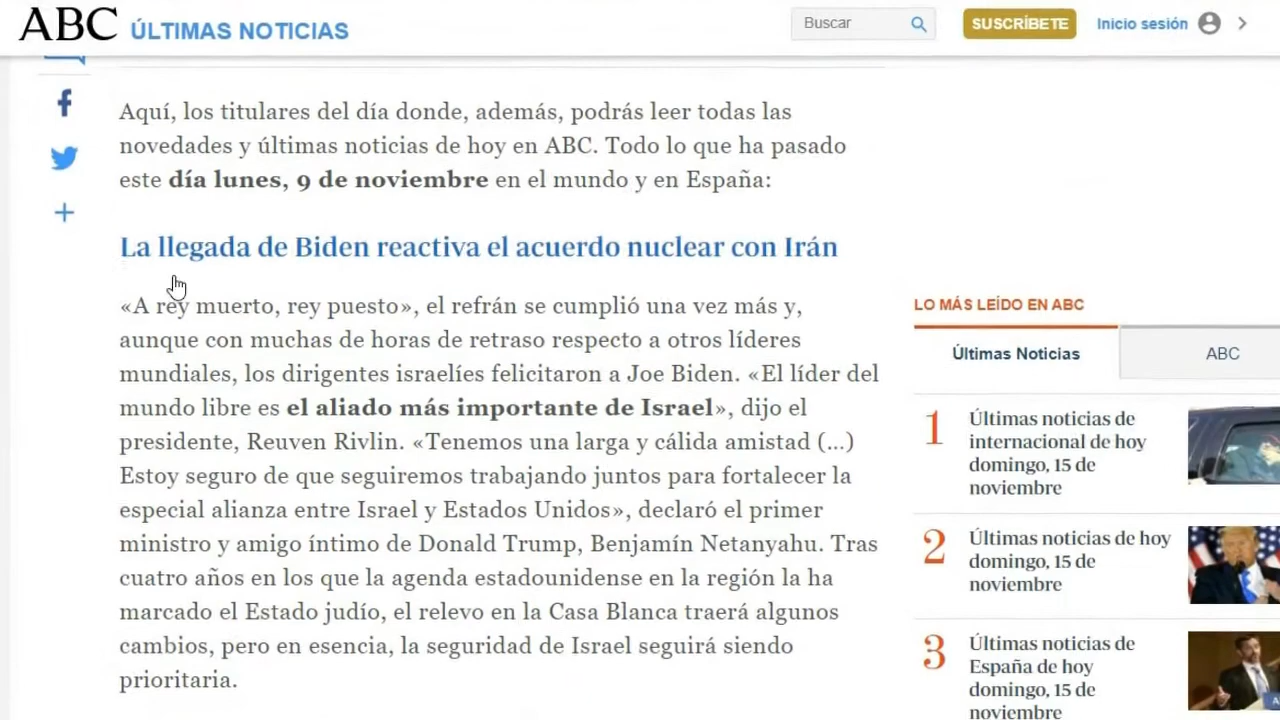 ABC ÚLTIMAS NOTICIAS
Buscar
SUSCRÍBETE
Inicio sesión
Aquí, los titulares del día donde, además, podrás leer todas las
novedades y últimas noticias de hoy en ABC. Todo lo que ha pasado
este día lunes, 9 de noviembre en el mundo y en España:
La llegada de Biden reactiva el acuerdo nuclear con Irán
«A rey muerto, rey puesto», el refrán se cumplió una vez más y,
aunque con muchas de horas de retraso respecto a otros líderes
mundiales, los dirigentes israelíes felicitaron a Joe Biden. «El líder del
mundo libre es el aliado más importante de Israel», dijo el
presidente, Reuven Rivlin. «Tenemos una larga y cálida amistad (...)
Estoy seguro de que seguiremos trabajando juntos para fortalecer la
especial alianza entre Israel y Estados Unidos», declaró el primer
ministro y amigo íntimo de Donald Trump, Benjamín Netanyahu. Tras
cuatro años en los que la agenda estadounidense en la región la ha
marcado el Estado judío, el relevo en la Casa Blanca traerá algunos
cambios, pero en esencia, la seguridad de Israel seguirá siendo
prioritaria.
LO MÁS LEÍDO EN ABC
Últimas Noticias
ABC
1
Últimas noticias de
internacional de hoy
domingo, 15 de
noviembre
2
Últimas noticias de hoy
domingo, 15 de
noviembre
3
Últimas noticias de
España de hoy
domingo, 15 de
noviembre